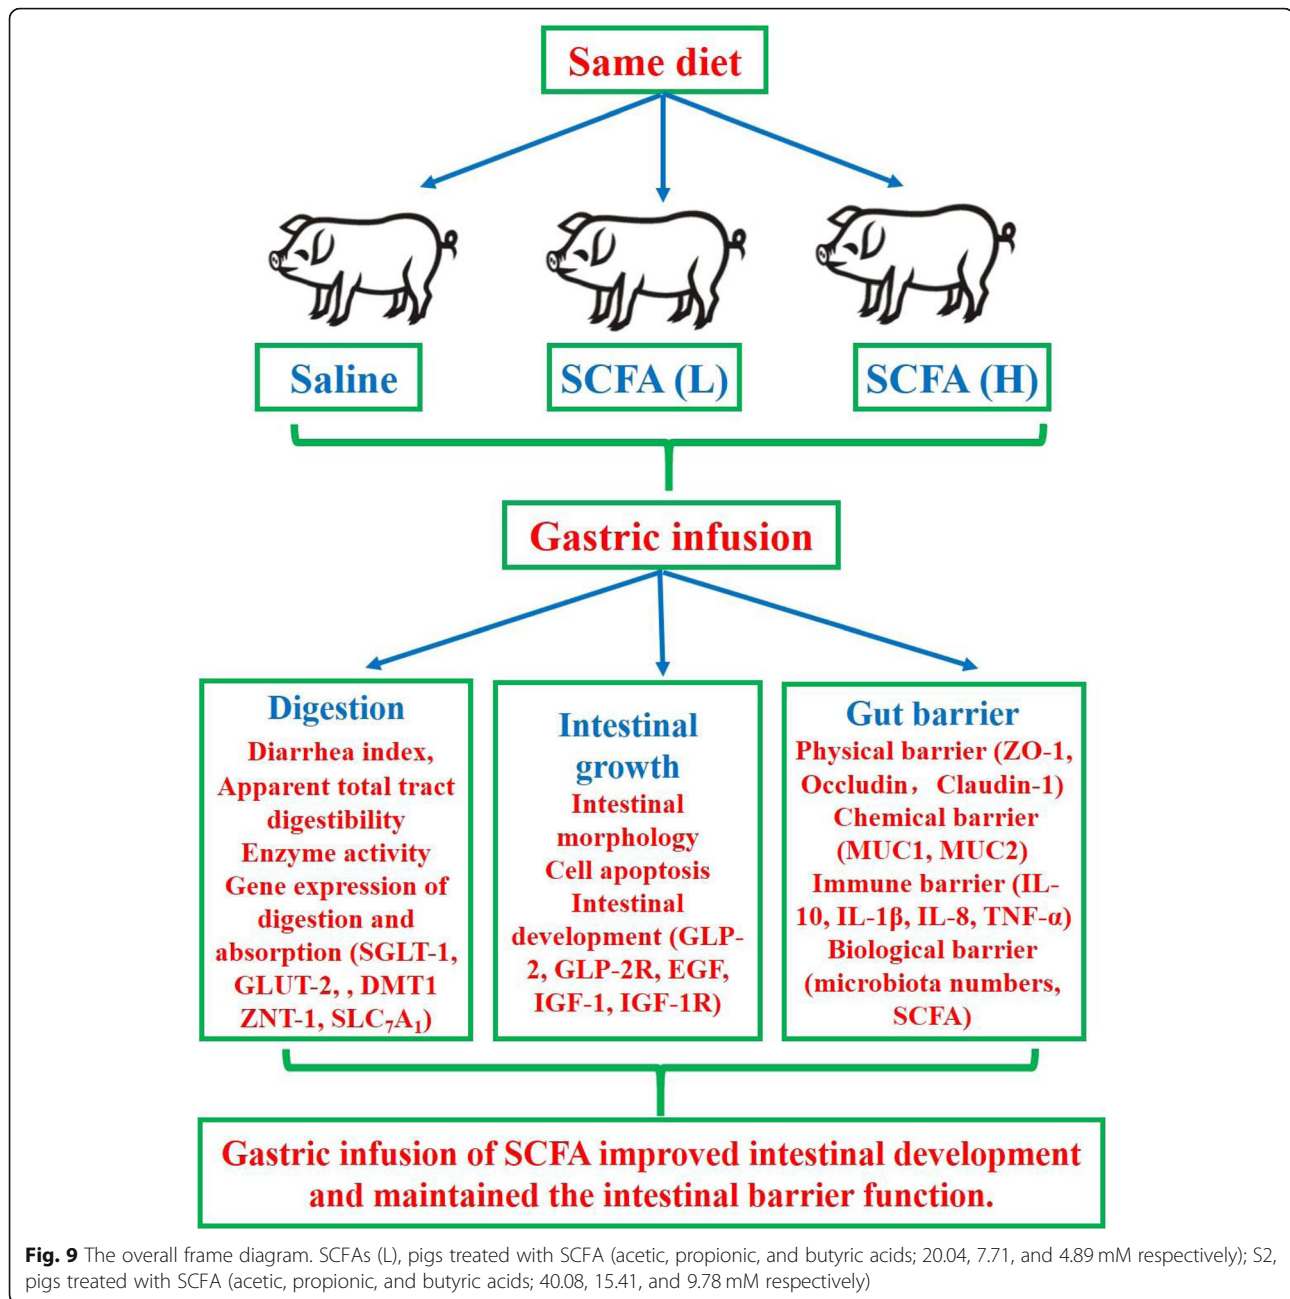 Same diet
Saline
SCFA (L)
SCFA (H)
Gastric infusion
Digestion
Diarrhea index,
Apparent total tract
digestibility
Enzyme activity
Gene expression of
digestion and
absorption (SGLT-1,
GLUT-2, , DMT1
ZNT-1, SLC₇A₁)
Intestinal
growth
Intestinal
morphology
Cell apoptosis
Intestinal
development (GLP-
2, GLP-2R, EGF,
IGF-1, IGF-1R)
Gut barrier
Physical barrier (ZO-1,
Occludin，Claudin-1)
Chemical barrier
(MUC1, MUC2)
Immune barrier (IL-
10, IL-1β, IL-8, TNF-α)
Biological barrier
(microbiota numbers,
SCFA)
Gastric infusion of SCFA improved intestinal development
and maintained the intestinal barrier function.
Fig. 9 The overall frame diagram. SCFAs (L), pigs treated with SCFA (acetic, propionic, and butyric acids; 20.04, 7.71, and 4.89 mM respectively); S2,
pigs treated with SCFA (acetic, propionic, and butyric acids; 40.08, 15.41, and 9.78 mM respectively)